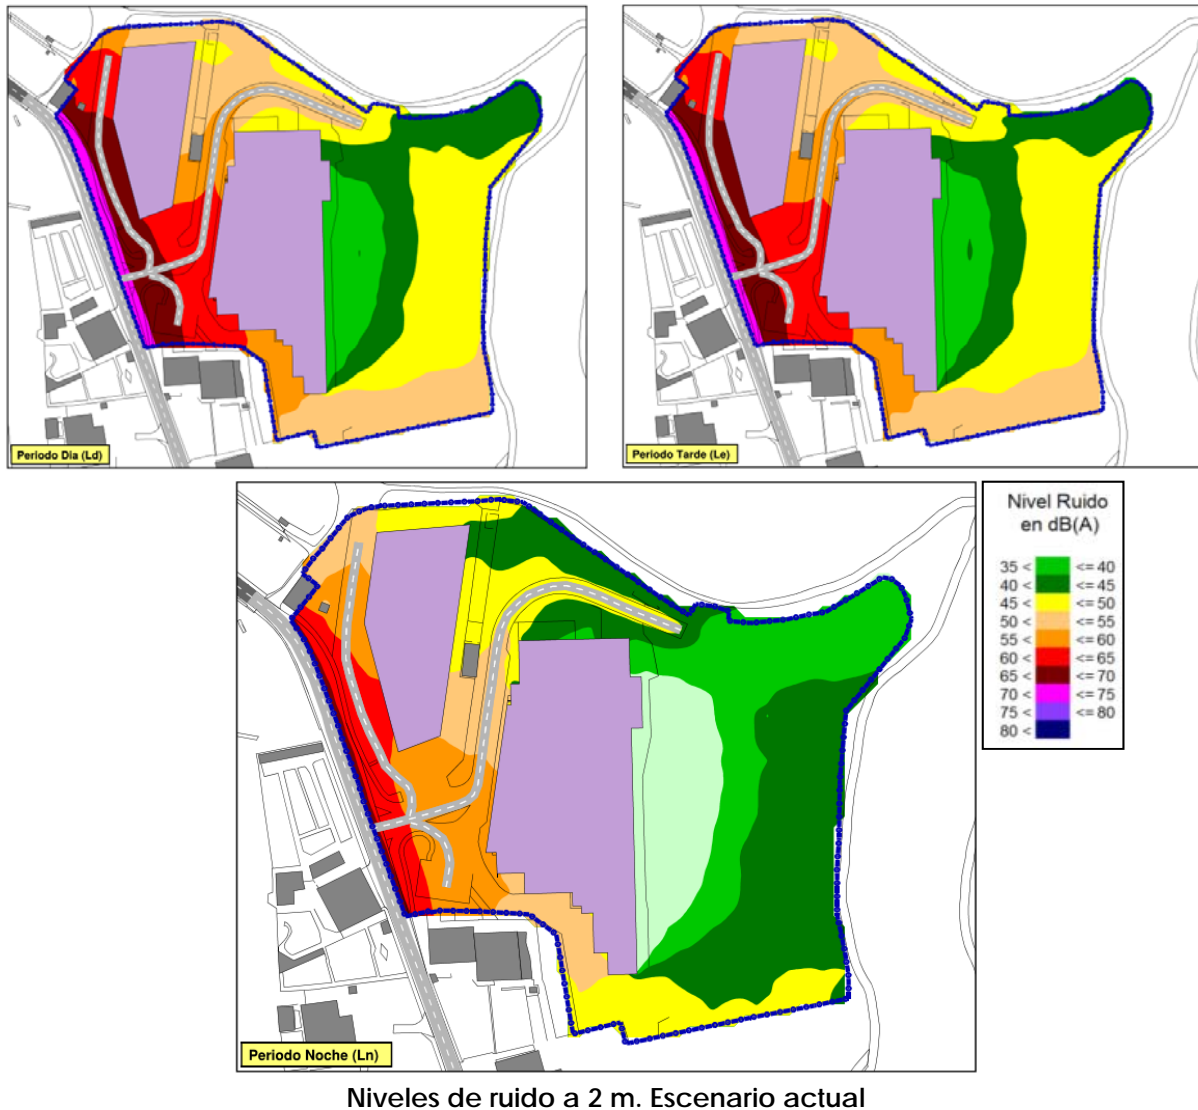 Periodo Dia (Ld)
Periodo Tarde (Le)
Periodo Noche (Ln)
Nivel Ruido
en dB(A)
35 < <= 40
40 < <= 45
45 < <= 50
50 < <= 55
55 < <= 60
60 < <= 65
65 < <= 70
70 < <= 75
75 < <= 80
80 <
Niveles de ruido a 2 m. Escenario actual